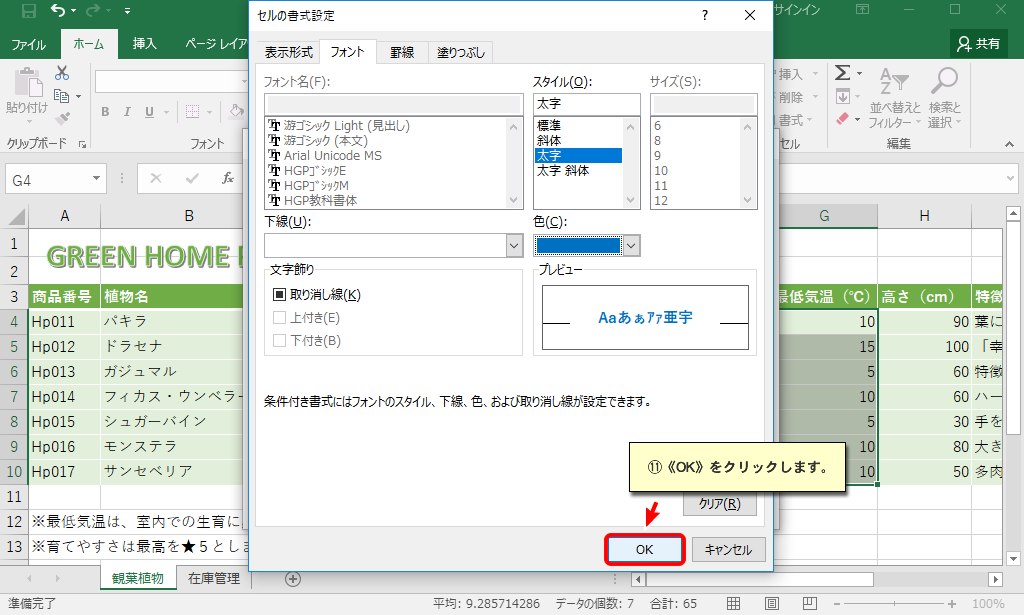 セルの書式設定
サインイン
ファイル ホーム 挿入 ページ レイア 共有
表示形式 フォント 罫線 塗りつぶし
フォント名(F): スタイル(O): サイズ(S):
太字
游ゴシック Light (見出し)
游ゴシック (本文)
Arial Unicode MS
HGPゴシックE
HGPゴシックM
HGP教科書体
標準
斜体
太字
太字 斜体
6
8
9
10
11
12
下線(U): 色(C):
文字飾り
取り消し線(K)
上付き(E)
下付き(B)
プレビュー
Aaあぁアァ亜宇
条件付き書式にはフォントのスタイル、下線、色、および取り消し線が設定できます。
クリア(R)
OK キャンセル
⑪《OK》をクリックします。
貼り付け
クリップボード
B I U
フォント
挿入
削除
書式
セル
並べ替えと
フィルター
検索と
選択
編集
G4 fx
A B G H
1 GREEN HOME
2
3 商品番号 植物名 最低気温（℃） 高さ（cm） 特徴
4 Hp011 パキラ 10 90 葉に
5 Hp012 ドラセナ 15 100 「幸
6 Hp013 ガジュマル 5 60 特徴
7 Hp014 フィカス・ウンベラー 10 60 ハー
8 Hp015 シュガーバイン 5 30 手を
9 Hp016 モンステラ 10 80 大き
10 Hp017 サンセベリア 10 50 多肉
11
12 ※最低気温は、室内での生育に
13 ※育てやすさは最高を★５としま
観葉植物 在庫管理
準備完了 平均: 9.285714286 データの個数: 7 合計: 65 100%